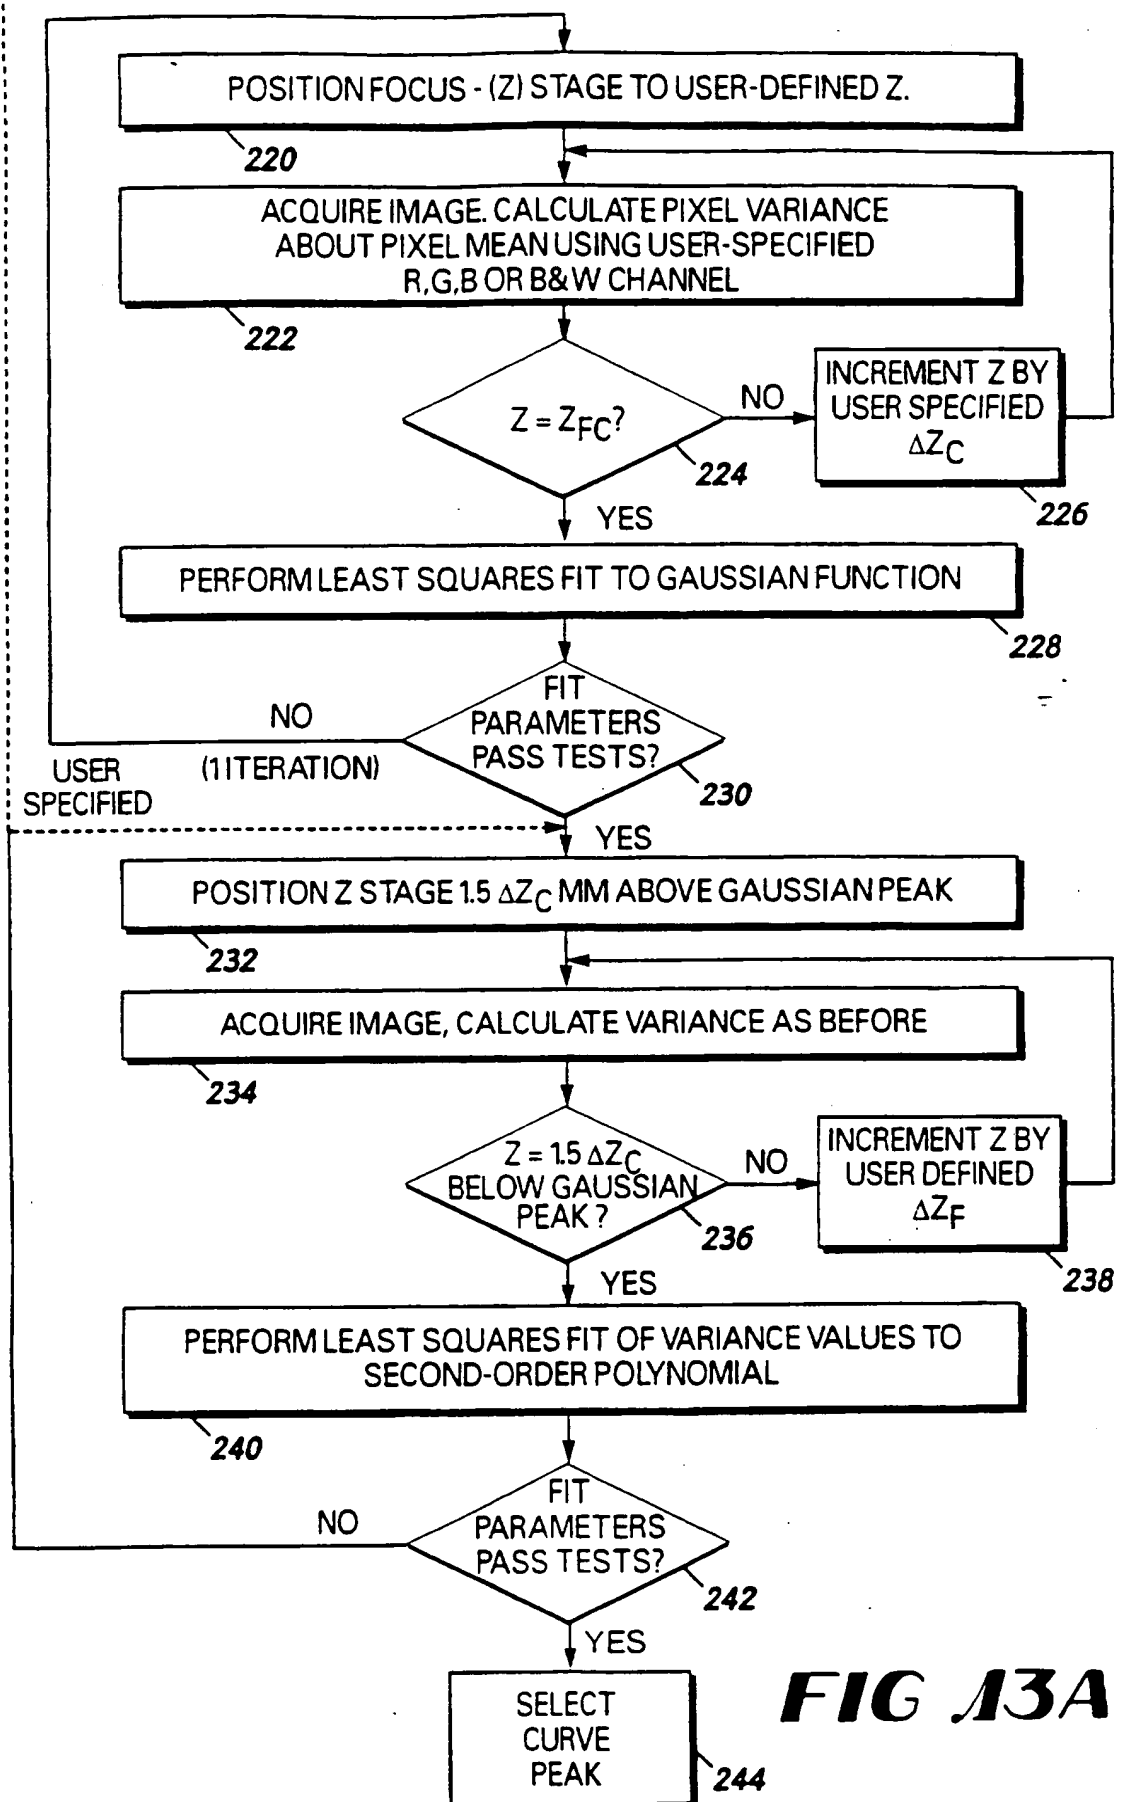 POSITION FOCUS - (Z) STAGE TO USER-DEFINED Z.
220
ACQUIRE IMAGE. CALCULATE PIXEL VARIANCE
ABOUT PIXEL MEAN USING USER-SPECIFIED
R,G,B OR B&W CHANNEL
222
Z = ZFC?
224
NO
INCREMENT Z BY
USER SPECIFIED
ΔZC
226
YES
PERFORM LEAST SQUARES FIT TO GAUSSIAN FUNCTION
228
FIT
PARAMETERS
PASS TESTS?
230
NO
(1 ITERATION)
USER
SPECIFIED
YES
POSITION Z STAGE 1.5 ΔZC MM ABOVE GAUSSIAN PEAK
232
ACQUIRE IMAGE, CALCULATE VARIANCE AS BEFORE
234
Z = 1.5 ΔZC
BELOW GAUSSIAN
PEAK?
236
NO
INCREMENT Z BY
USER DEFINED
ΔZF
238
YES
PERFORM LEAST SQUARES FIT OF VARIANCE VALUES TO
SECOND-ORDER POLYNOMIAL
240
FIT
PARAMETERS
PASS TESTS?
242
NO
YES
SELECT
CURVE
PEAK
244
FIG 13A